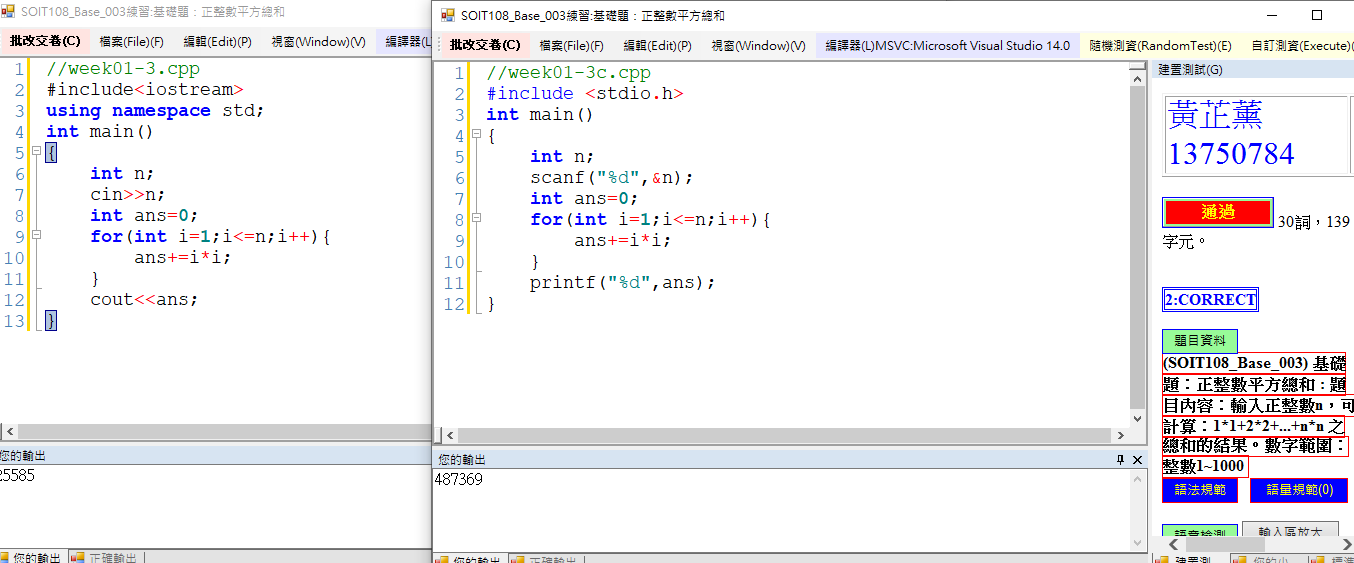 SOIT108_Base_003練習:基礎題：正整數平方總和
批改交卷(C) 檔案(File)(F) 編輯(Edit)(P) 視窗(Window)(V) 編譯器(L
1 //week01-3.cpp
2 #include<iostream>
3 using namespace std;
4 int main()
5 {
6 int n;
7 cin>>n;
8 int ans=0;
9 for(int i=1;i<=n;i++){
10 ans+=i*i;
11 }
12 cout<<ans;
13 }
您的輸出
25585
您的輸出 正確輸出
SOIT108_Base_003練習:基礎題：正整數平方總和
批改交卷(C) 檔案(File)(F) 編輯(Edit)(P) 視窗(Window)(V) 編譯器(L)MSVC:Microsoft Visual Studio 14.0 隨機測資(RandomTest)(E) 自訂測資(Execute)(
1 //week01-3c.cpp
2 #include <stdio.h>
3 int main()
4 {
5 int n;
6 scanf("%d",&n);
7 int ans=0;
8 for(int i=1;i<=n;i++){
9 ans+=i*i;
10 }
11 printf("%d",ans);
12 }
您的輸出
487369
您的輸出 正確輸出
建置測試(G)
黃芷薰
13750784
通過 30詞，139
字元。
2:CORRECT
題目資料
(SOIT108_Base_003) 基礎
題：正整數平方總和：題
目內容：輸入正整數n，可
計算：1*1+2*2+...+n*n 之
總和的結果。數字範圍：
整數1~1000
語法規範 語量規範(0)
語意檢測 輸入區放大
建置測 您的小 標準